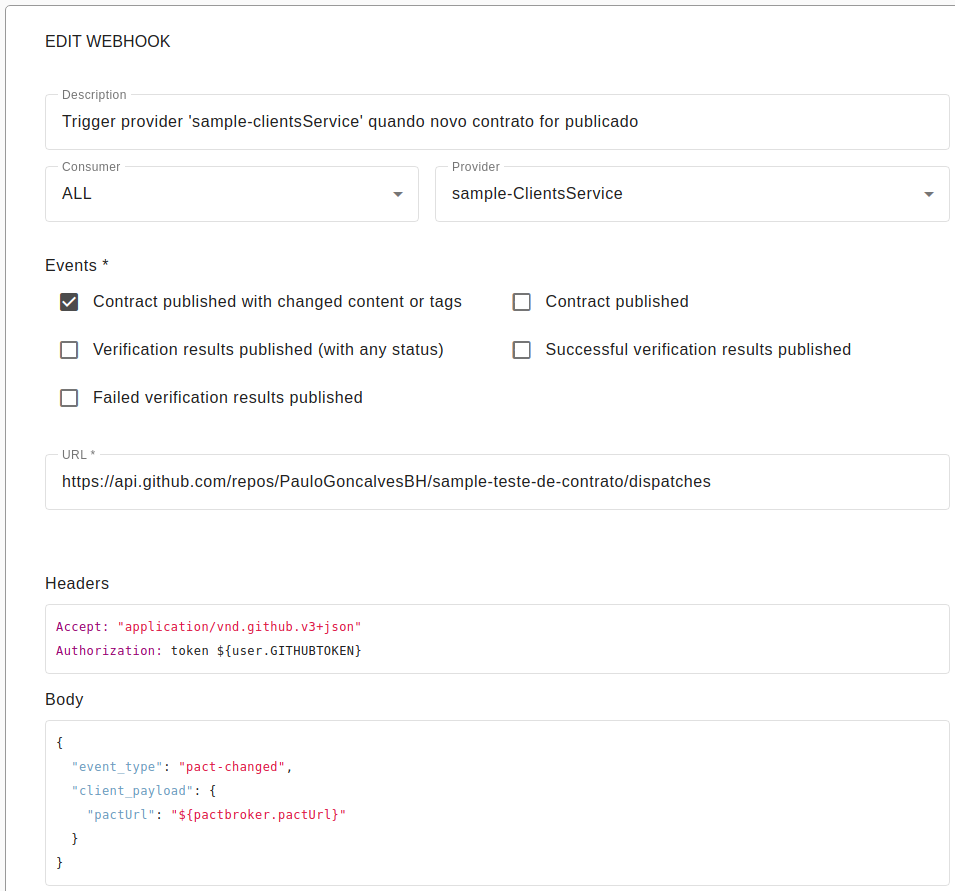 EDIT WEBHOOK
Description
Trigger provider 'sample-clientsService' quando novo contrato for publicado
Consumer
ALL
Provider
sample-ClientsService
Events *
Contract published with changed content or tags
Contract published
Verification results published (with any status)
Successful verification results published
Failed verification results published
URL *
https://api.github.com/repos/PauloGoncalvesBH/sample-teste-de-contrato/dispatches
Headers
Accept: "application/vnd.github.v3+json"
Authorization: token ${user.GITHUBTOKEN}
Body
{
  "event_type": "pact-changed",
  "client_payload": {
    "pactUrl": "${pactbroker.pactUrl}"
  }
}